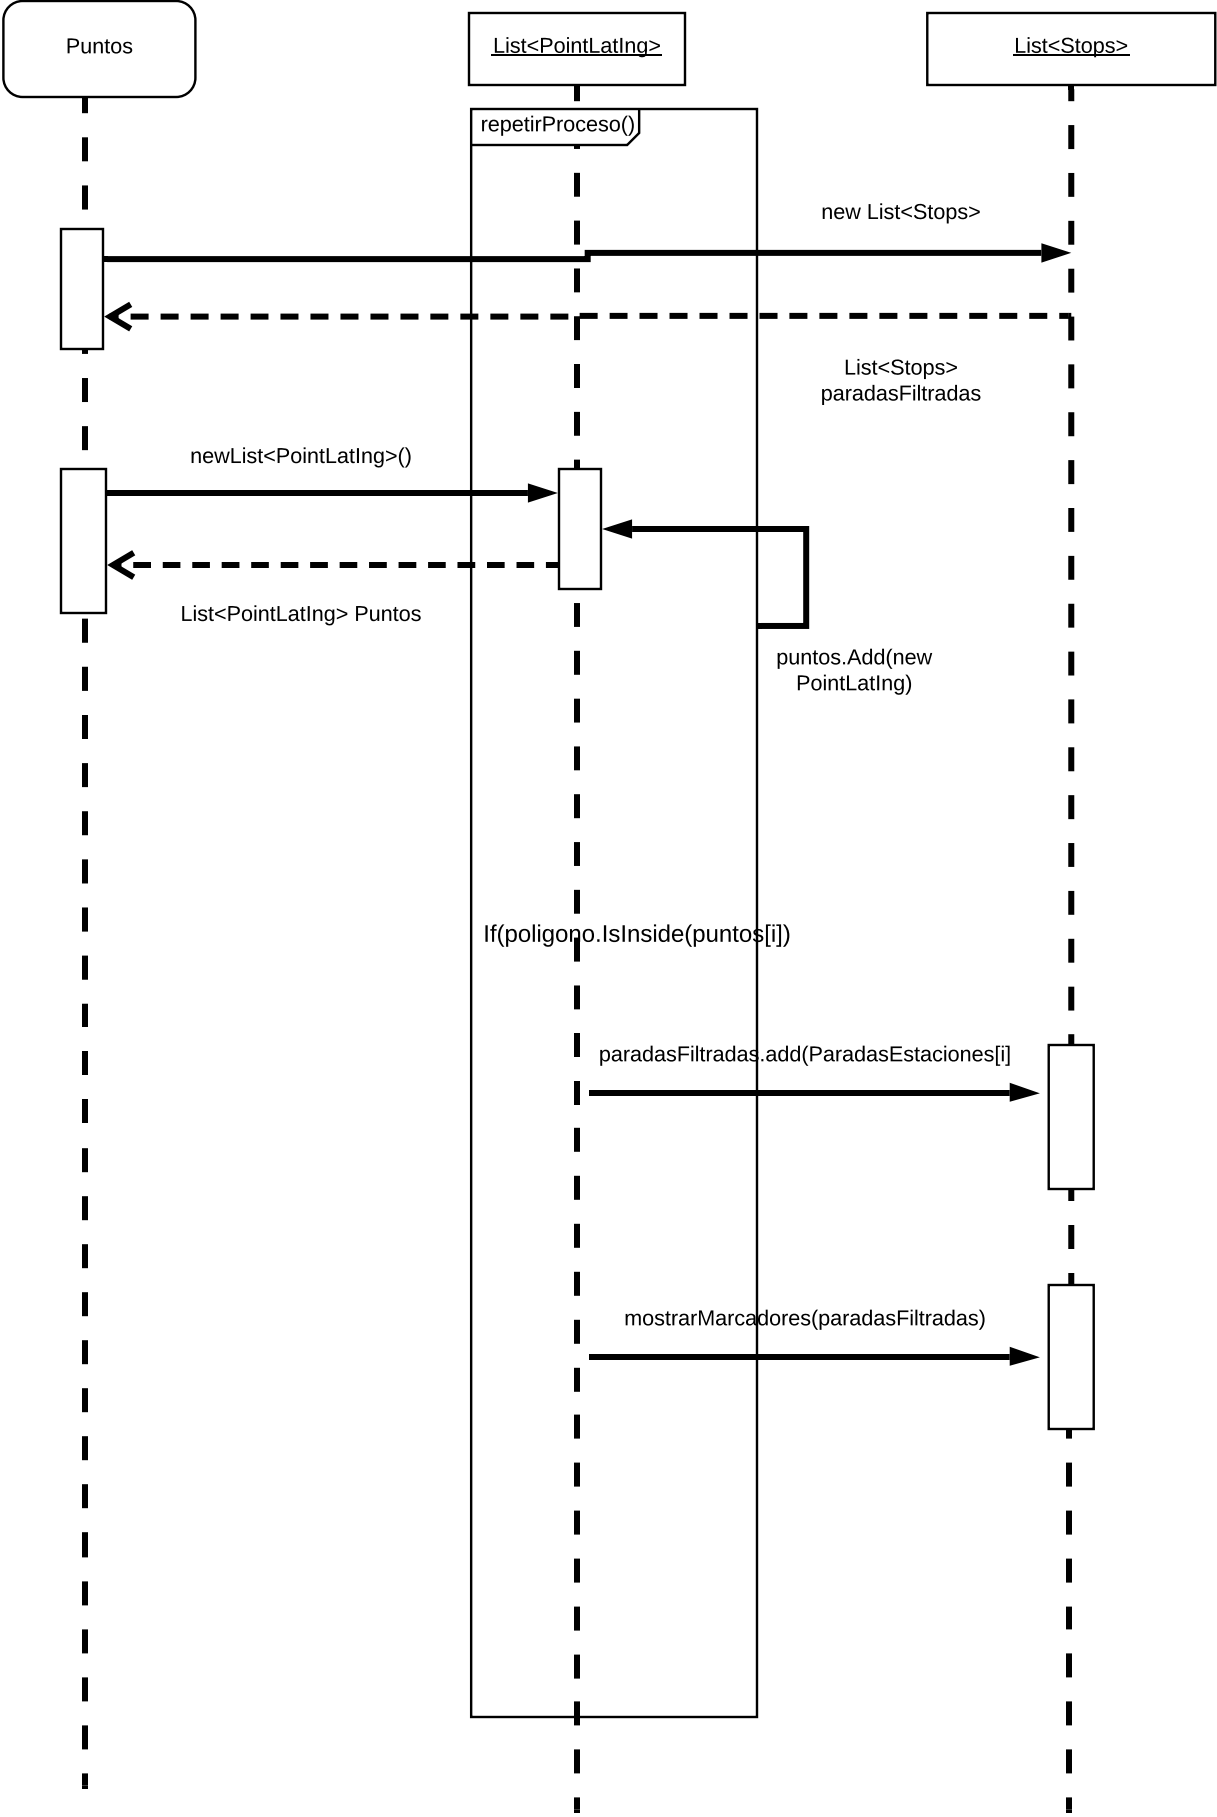 Puntos
List<PointLatIng>
List<Stops>
repetirProceso()
new List<Stops>
List<Stops>
paradasFiltradas
newList<PointLatIng>()
List<PointLatIng> Puntos
puntos.Add(new
PointLatIng)
If(poligono.IsInside(puntos[i])
paradasFiltradas.add(ParadasEstaciones[i]
mostrarMarcadores(paradasFiltradas)